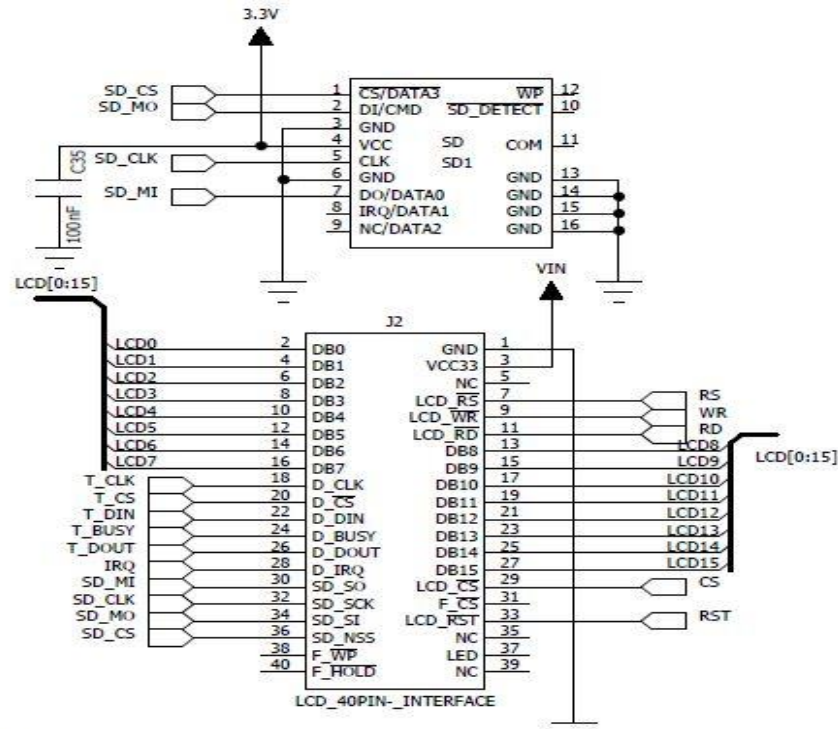 3.3V
SD_CS 1 CS/DATA3 WP 12
SD_MO 2 DI/CMD SD_DETECT 10
3 GND
4 VCC SD COM 11
C35 SD_CLK 5 CLK SD1
6 GND GND 13
SD_MI 7 DO/DATA0 GND 14
8 IRQ/DATA1 GND 15
100nF 9 NC/DATA2 GND 16
LCD[0:15]
VIN
J2
LCD0 2 DB0 GND 1
LCD1 4 DB1 VCC33 3
LCD2 6 DB2 NC 5
LCD3 8 DB3 LCD_RS 7 RS
LCD4 10 DB4 LCD_WR 9 WR
LCD5 12 DB5 LCD_RD 11 RD
LCD6 14 DB6 DB8 13 LCD8
LCD7 16 DB7 DB9 15 LCD9 LCD[0:15]
T_CLK 18 D_CLK DB10 17 LCD10
T_CS 20 D_CS DB11 19 LCD11
T_DIN 22 D_DIN DB12 21 LCD12
T_BUSY 24 D_BUSY DB13 23 LCD13
T_DOUT 26 D_DOUT DB14 25 LCD14
IRQ 28 D_IRQ DB15 27 LCD15
SD_MI 30 SD_SO LCD_CS 29 CS
SD_CLK 32 SD_SCK F_CS 31
SD_MO 34 SD_SI LCD_RST 33 RST
SD_CS 36 SD_NSS NC 35
38 F_WP LED 37
40 F_HOLD NC 39
LCD_40PIN-_INTERFACE